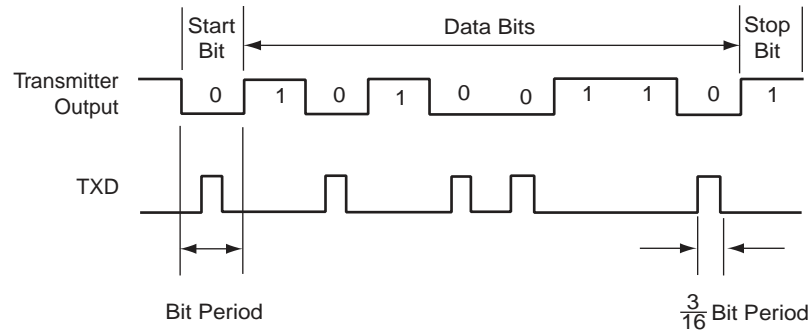 Start
Bit
Data Bits
Stop
Bit
Transmitter
Output
0 1 0 1 0 0 1 1 0 1
TXD
Bit Period
3
16 Bit Period